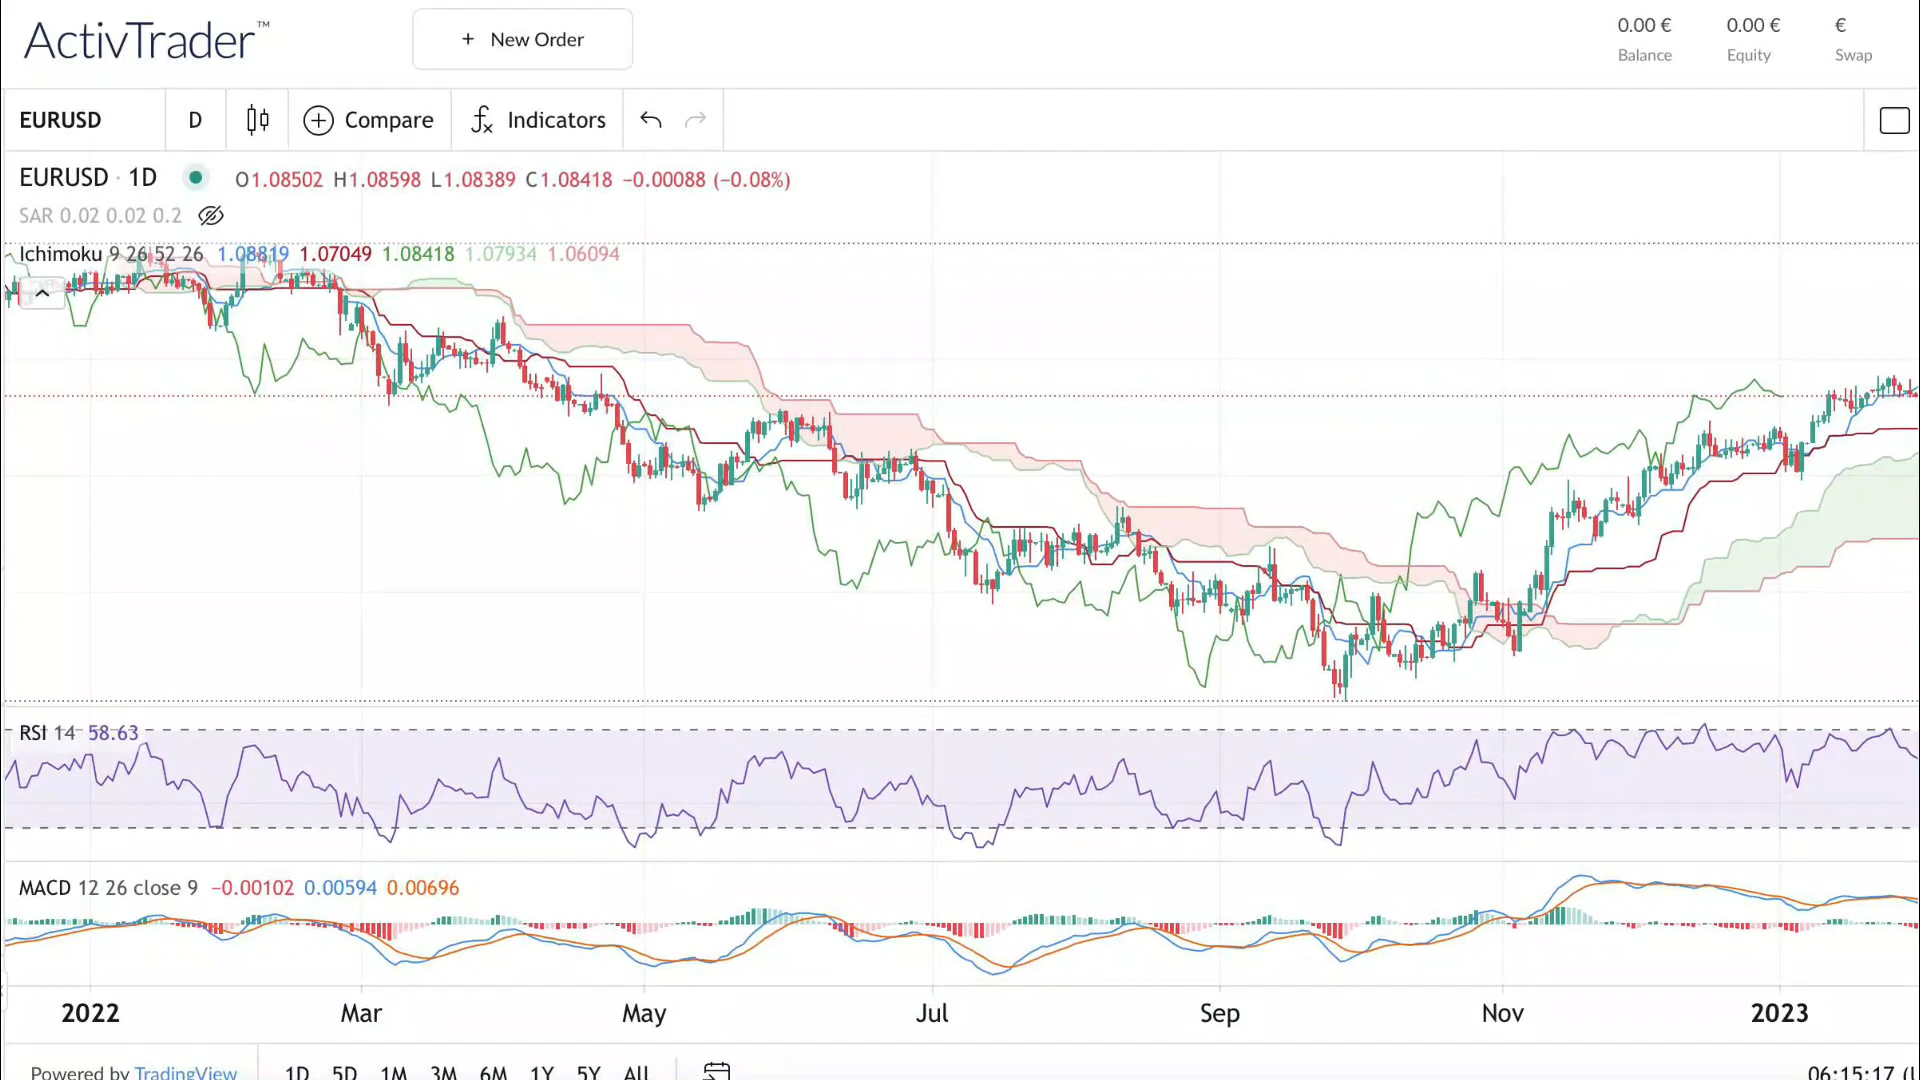 ActivTrader™
+ New Order
0.00 € 0.00 € €
Balance Equity Swap
EURUSD D Compare Indicators
EURUSD · 1D O1.08502 H1.08598 L1.08389 C1.08418 −0.00088 (−0.08%)
SAR 0.02 0.02 0.2
Ichimoku 9 26 52 26 1.08819 1.07049 1.08418 1.07934 1.06094
RSI 14 58.63
MACD 12 26 close 9 −0.00102 0.00594 0.00696
2022 Mar May Jul Sep Nov 2023
Powered by TradingView 1D 5D 1M 3M 6M 1Y 5Y All 06:15:17 (U